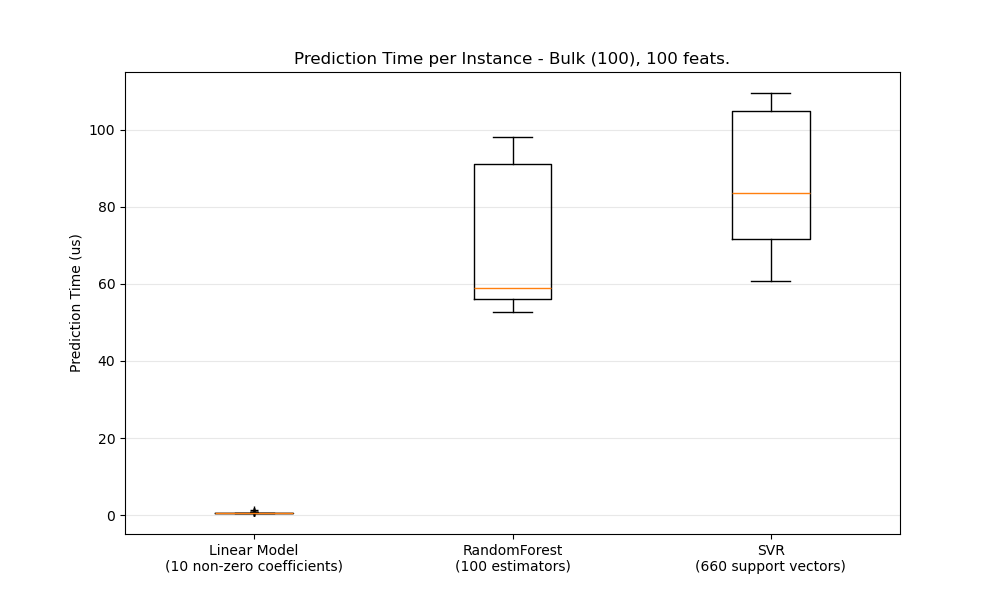 Prediction Time per Instance - Bulk (100), 100 feats.
Prediction Time (us)
100
80
60
40
20
0
Linear Model
(10 non-zero coefficients)
RandomForest
(100 estimators)
SVR
(660 support vectors)